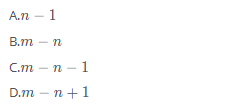 A.n − 1
B.m − n
C.m − n − 1
D.m − n + 1